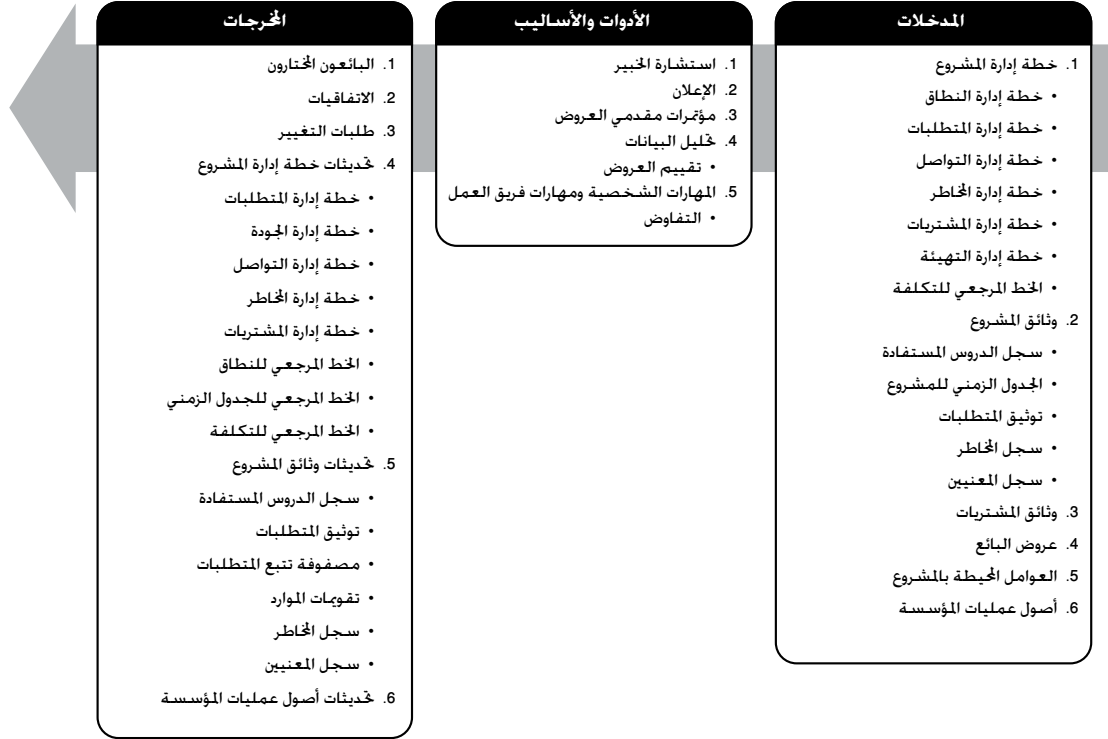 المدخلات
1. خطة إدارة المشروع
• خطة إدارة النطاق
• خطة إدارة المتطلبات
• خطة إدارة التواصل
• خطة إدارة المخاطر
• خطة إدارة المشتريات
• خطة إدارة التهيئة
• الخط المرجعي للتكلفة
2. وثائق المشروع
• سجل الدروس المستفادة
• الجدول الزمني للمشروع
• توثيق المتطلبات
• سجل المخاطر
• سجل المعنيين
3. وثائق المشتريات
4. عروض البائع
5. العوامل المحيطة بالمشروع
6. أصول عمليات المؤسسة
الأدوات والأساليب
1. استشارة الخبير
2. الإعلان
3. مؤتمرات مقدمي العروض
4. تحليل البيانات
• تقييم العروض
5. المهارات الشخصية ومهارات فريق العمل
• التفاوض
المخرجات
1. البائعون المختارون
2. الاتفاقيات
3. طلبات التغيير
4. تحديثات خطة إدارة المشروع
• خطة إدارة المتطلبات
• خطة إدارة الجودة
• خطة إدارة التواصل
• خطة إدارة المخاطر
• خطة إدارة المشتريات
• الخط المرجعي للنطاق
• الخط المرجعي للجدول الزمني
• الخط المرجعي للتكلفة
5. تحديثات وثائق المشروع
• سجل الدروس المستفادة
• توثيق المتطلبات
• مصفوفة تتبع المتطلبات
• تقويمات الموارد
• سجل المخاطر
• سجل المعنيين
6. تحديثات أصول عمليات المؤسسة